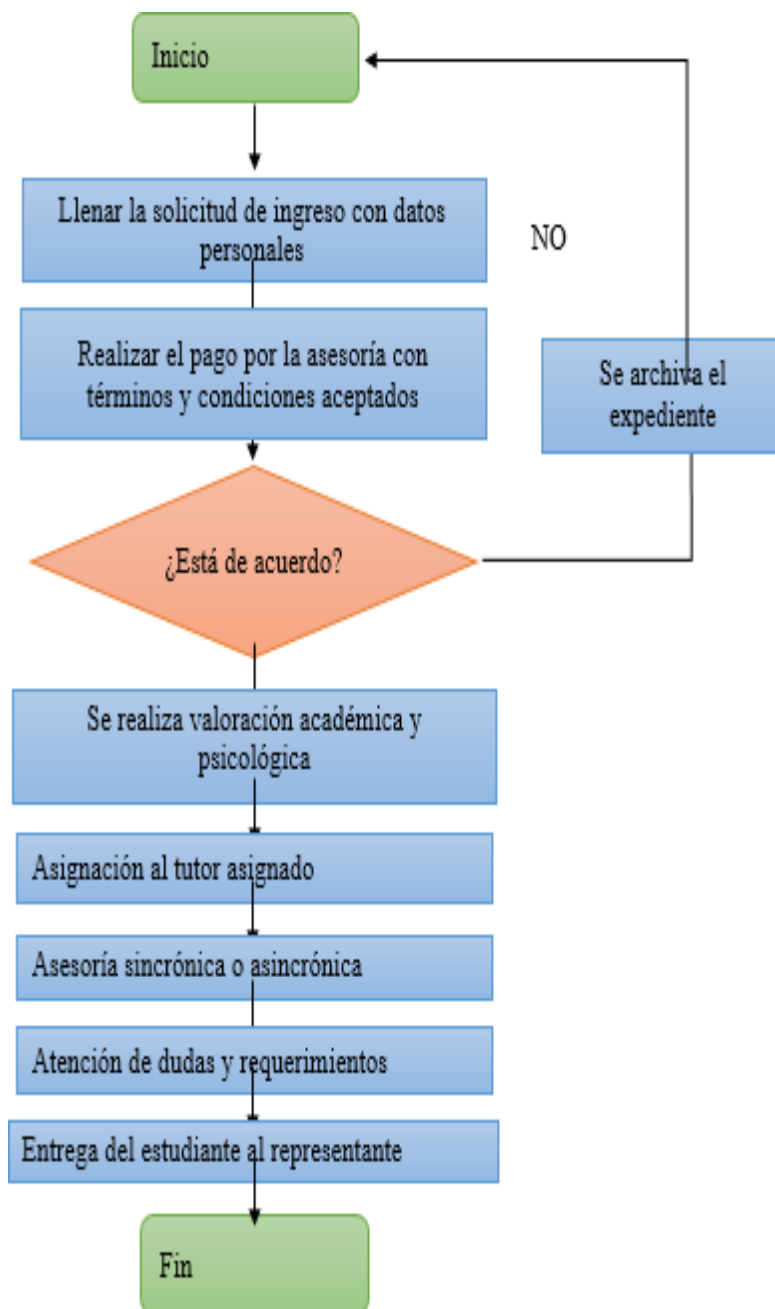 Inicio
Llenar la solicitud de ingreso con datos
personales
NO
Realizar el pago por la asesoría con
términos y condiciones aceptados
Se archiva el
expediente
¿Está de acuerdo?
Se realiza valoración académica y
psicológica
Asignación al tutor asignado
Asesoría sincrónica o asincrónica
Atención de dudas y requerimientos
Entrega del estudiante al representante
Fin